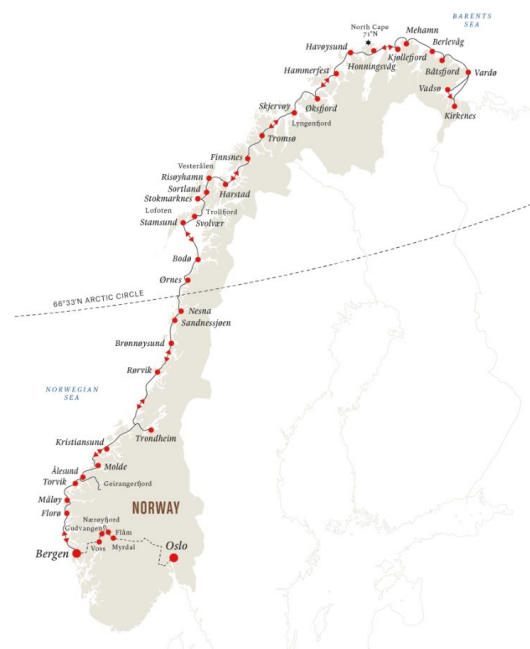 BARENTS
SEA
North Cape
71°N
Mehamn
Berlevåg
Havøysund
Kjøllefjord
Honningsvåg
Båtsfjord
Vardø
Hammerfest
Vadsø
Kirkenes
Øksfjord
Skjervøy
Lyngenfjord
Tromsø
Finnsnes
Vesterålen
Risøyhamn
Harstad
Sortland
Stokmarknes
Lofoten
Trollfjord
Stamsund
Svolvær
Bodø
Ørnes
66°33'N ARCTIC CIRCLE
Nesna
Sandnessjøen
Brønnøysund
Rørvik
NORWEGIAN
SEA
Trondheim
Kristiansund
Molde
Ålesund
Torvik
Geirangerfjord
Måløy
NORWAY
Florø
Nærøyfjord
Gudvangen
Flåm
Oslo
Bergen
Voss
Myrdal